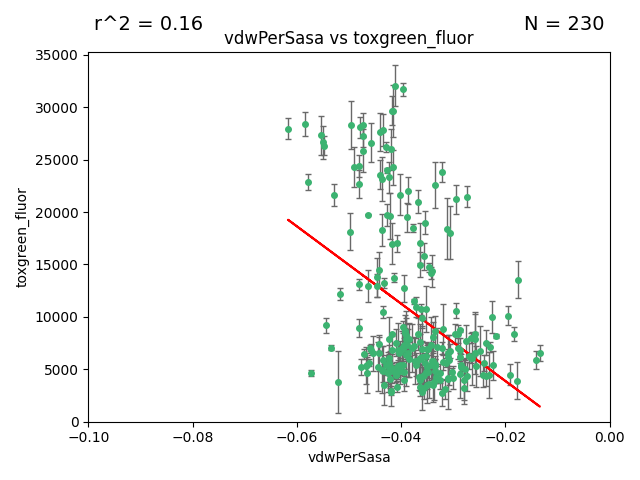 r^2 = 0.16
N = 230
vdwPerSasa vs toxgreen_fluor
35000
30000
25000
20000
15000
10000
5000
0
toxgreen_fluor
−0.10
−0.08
−0.06
−0.04
−0.02
0.00
vdwPerSasa